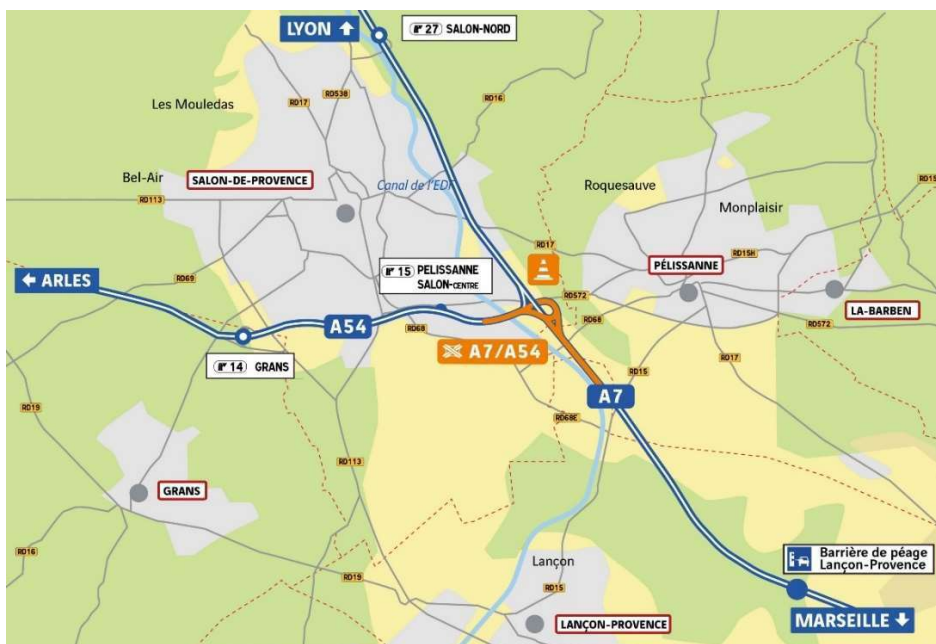 LYON ↑
27 SALON-NORD
Les Mouledas
RD17
RD538
RD16
Bel-Air
SALON-DE-PROVENCE
Canal de l'EDF
Roquesauve
Monplaisir
RD15
RD113
RD17
RD15H
← ARLES
RD69
15 PELISSANNE
SALON-CENTRE
PÉLISSANNE
RD572
LA-BARBEN
A54
RD68
RD68
RD572
14 GRANS
A7/A54
RD17
RD15
A7
RD19
RD68E
RD113
GRANS
RD16
RD19
Lançon
RD15
LANÇON-PROVENCE
Barrière de péage
Lançon-Provence
MARSEILLE ↓